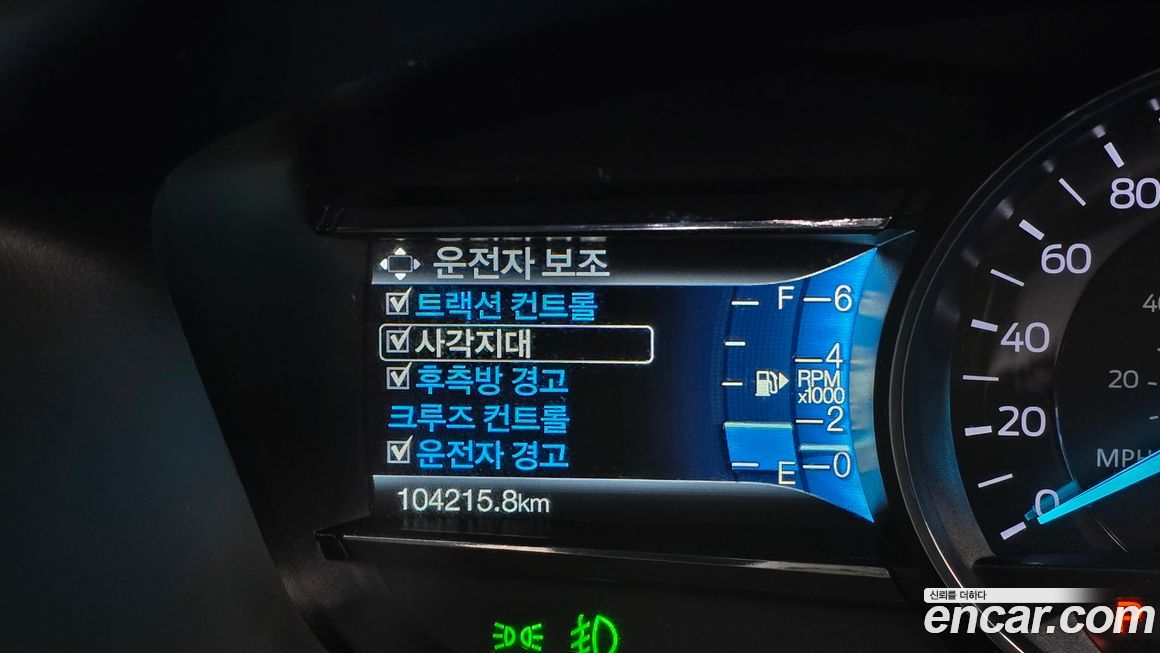 운전자 보조
트랙션 컨트롤
사각지대
후측방 경고
크루즈 컨트롤
운전자 경고
104215.8km
F
E
6
4
RPM
x1000
2
0
80
60
40
20
0
20
MPH
신뢰를 더하다
encar.com